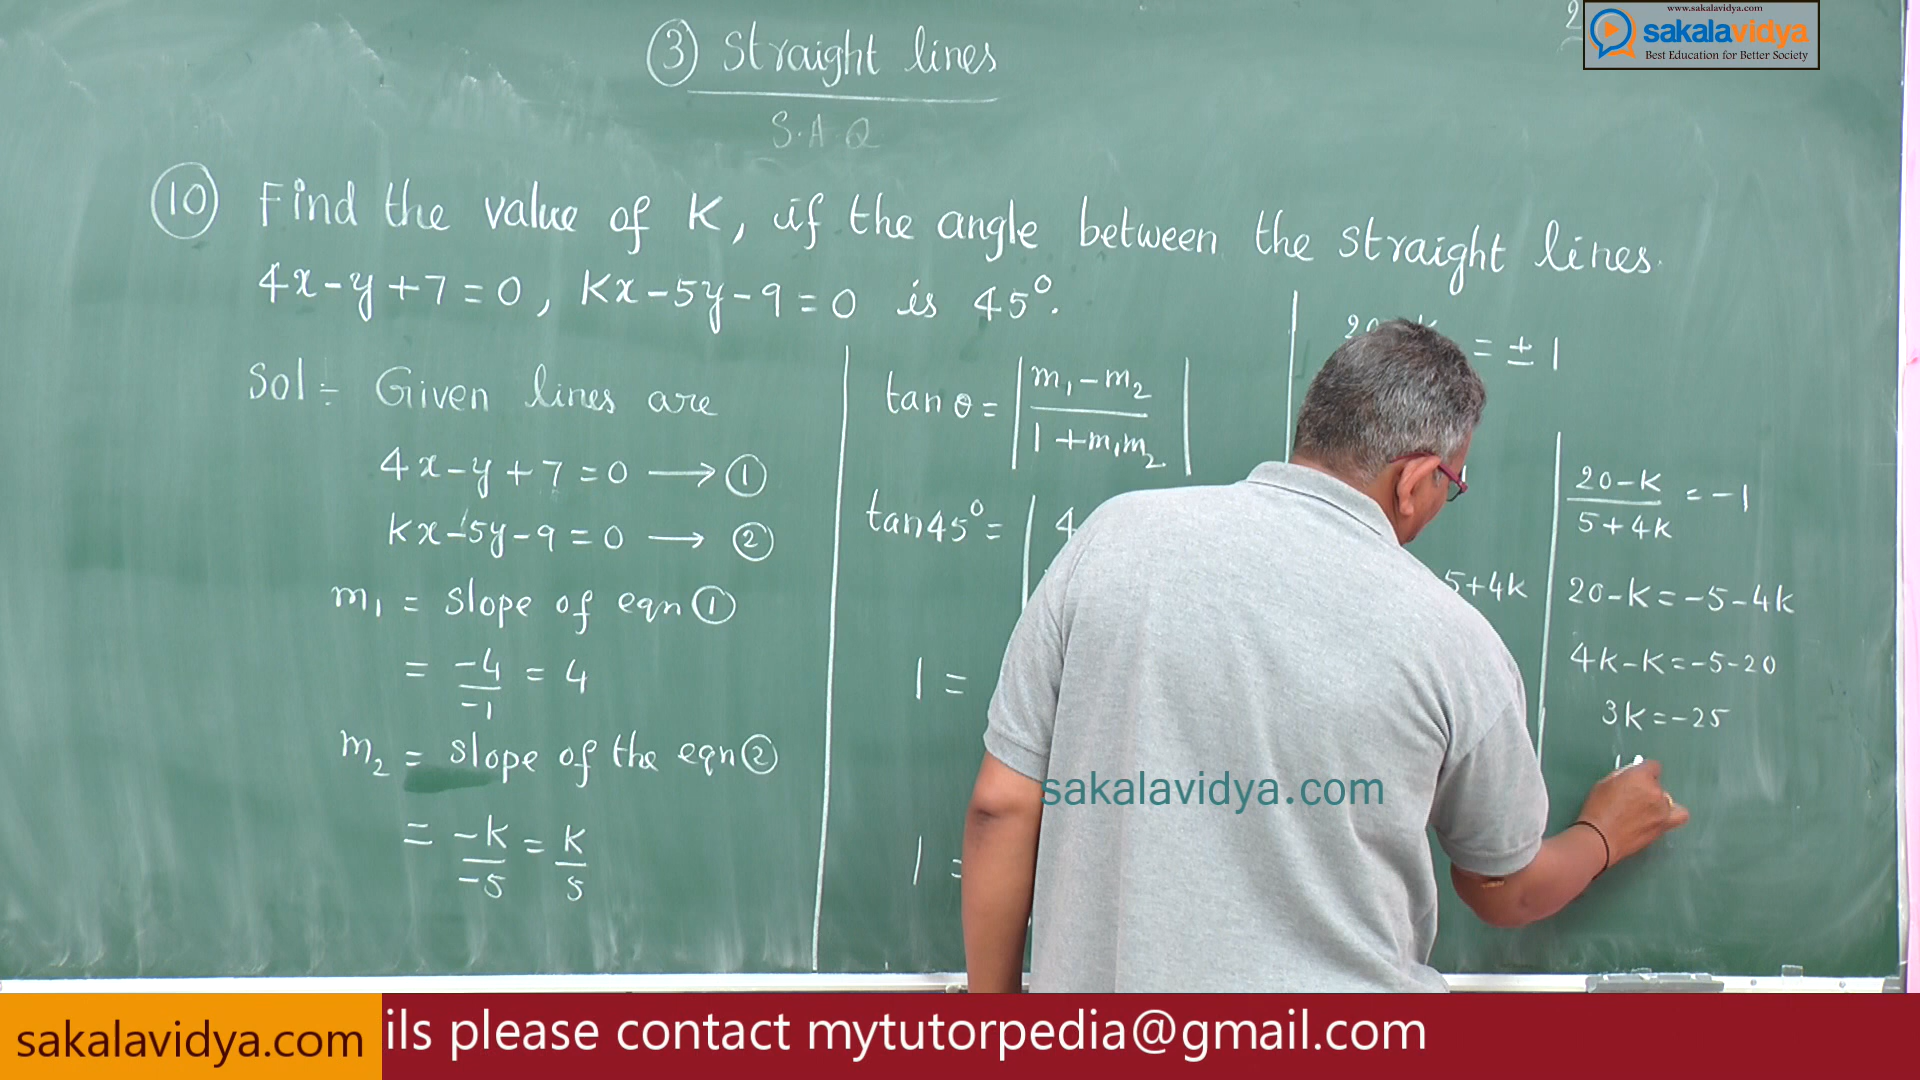 www.sakalavidya.com
sakalavidya
Best Education for Better Society
③ Straight lines
S.A.Q
⑩ Find the value of K, if the angle between the straight lines.
4x-y+7=0, Kx-5y-9=0 is 45°.
Sol÷ Given lines are
4x-y+7=0 ⟶ ①
Kx-5y-9=0 ⟶ ②
m₁ = slope of eqn ①
= -4/-1 = 4
m₂ = slope of the eqn ②
= -k/-5 = k/5
tan θ = | m₁-m₂ / 1+m₁m₂ |
tan 45° = | 4
1 =
1 =
= ± 1
5+4k
20-k / 5+4k = -1
20-k = -5-4k
4k-k = -5-20
3k = -25
sakalavidya.com
sakalavidya.com
ils please contact mytutorpedia@gmail.com